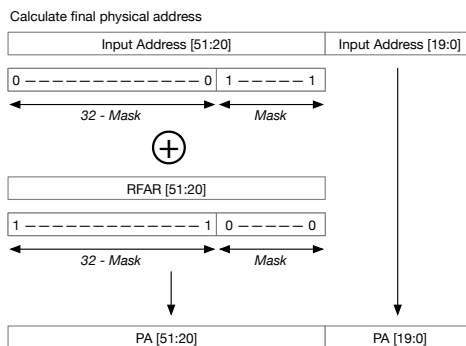 Calculate final physical address
Input Address [51:20] Input Address [19:0]
0 ————————————— 0 1 ————— 1
32 - Mask Mask
+
RFAR [51:20]
1 ————————————— 1 0 ————— 0
32 - Mask Mask
PA [51:20] PA [19:0]